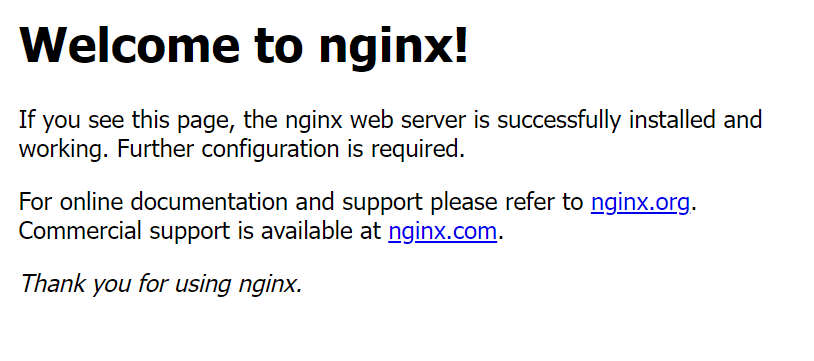 Welcome to nginx!
If you see this page, the nginx web server is successfully installed and
working. Further configuration is required.
For online documentation and support please refer to nginx.org.
Commercial support is available at nginx.com.
Thank you for using nginx.